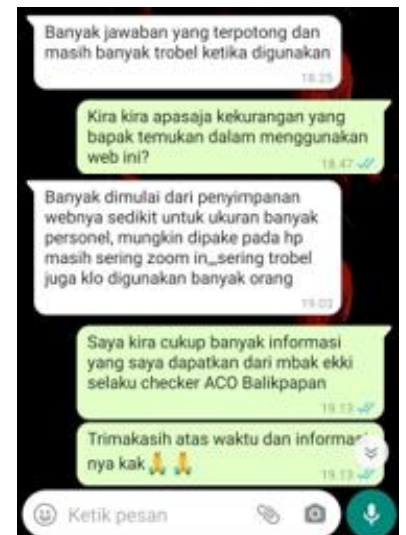 Banyak jawaban yang terpotong dan
masih banyak trobel ketika digunakan
18.25
Kira kira apasaja kekurangan yang
bapak temukan dalam menggunakan
web ini?
18.47
Banyak dimulai dari penyimpanan
webnya sedikit untuk ukuran banyak
personel, mungkin dipake pada hp
masih sering zoom in,,sering trobel
juga klo digunakan banyak orang
19.03
Saya kira cukup banyak informasi
yang saya dapatkan dari mbak ekki
selaku checker ACO Balikpapan
19.13
Trimakasih atas waktu dan informasi
nya kak 🙏 🙏
19.13
Ketik pesan